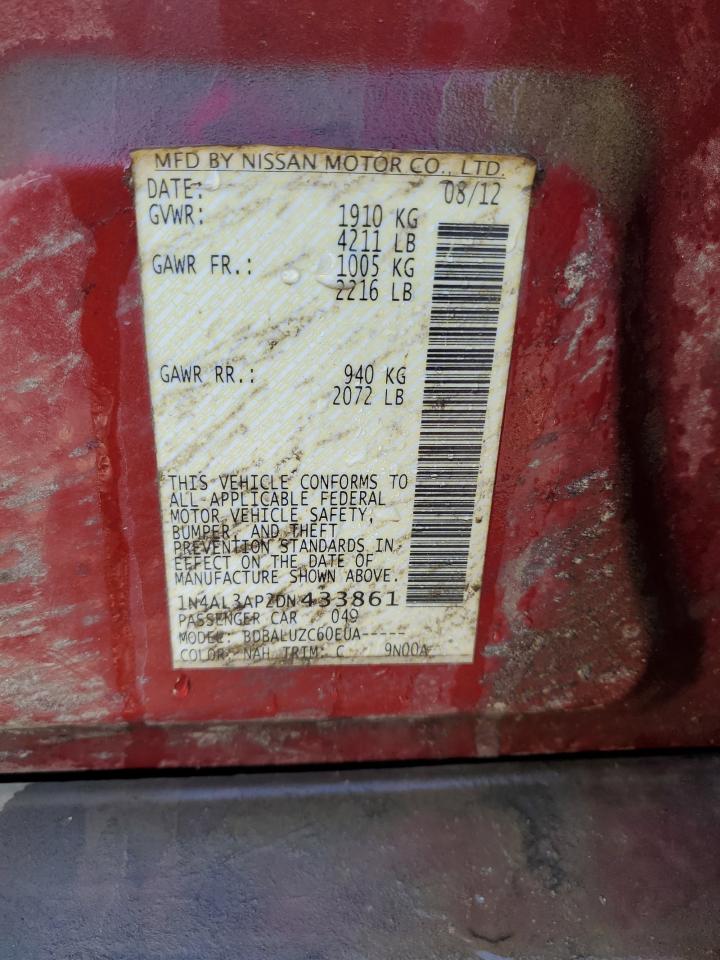 MFD BY NISSAN MOTOR CO., LTD.
DATE: 08/12
GVWR: 1910 KG
4211 LB
GAWR FR.: 1005 KG
2216 LB
GAWR RR.: 940 KG
2072 LB
THIS VEHICLE CONFORMS TO
ALL APPLICABLE FEDERAL
MOTOR VEHICLE SAFETY,
BUMPER, AND THEFT
PREVENTION STANDARDS IN
EFFECT ON THE DATE OF
MANUFACTURE SHOWN ABOVE.
1N4AL3AP2DN433861
PASSENGER CAR 049
MODEL: BDBALUZC60EUA-----
COLOR: NAH TRIM: C 9N00A